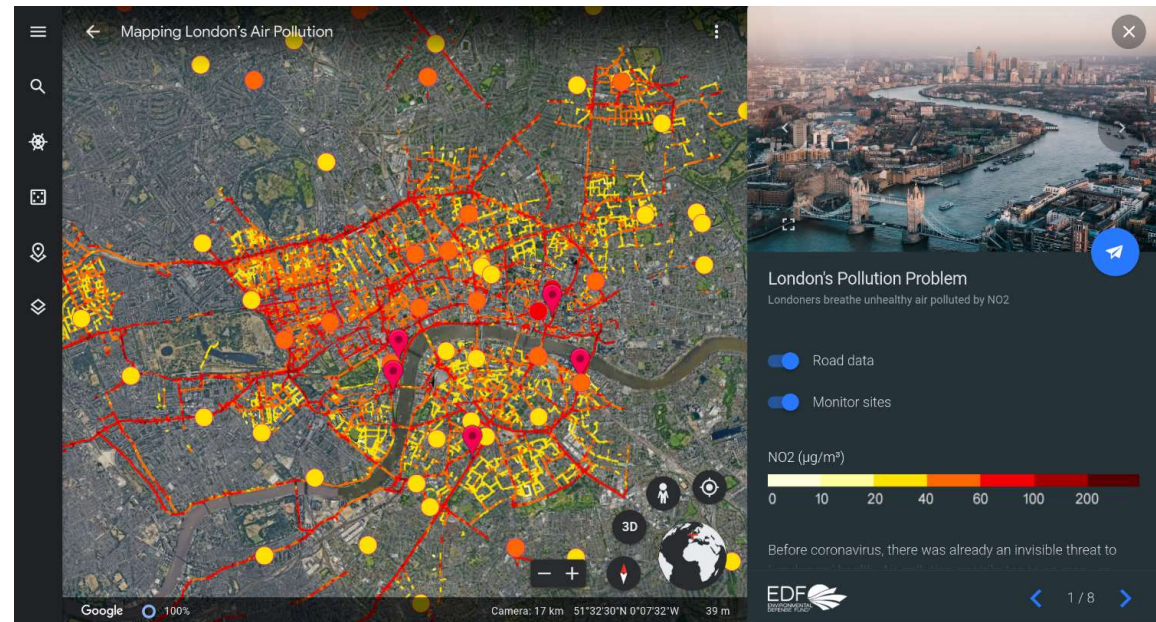 Mapping London's Air Pollution
London's Pollution Problem
Londoners breathe unhealthy air polluted by NO2
Road data
Monitor sites
NO2 (µg/m³)
0 10 20 40 60 100 200
3D
Before coronavirus, there was already an invisible threat to
EDF
ENVIRONMENTAL
DEFENSE FUND
1 / 8
Google 100% Camera: 17 km 51°32'30"N 0°07'32"W 39 m